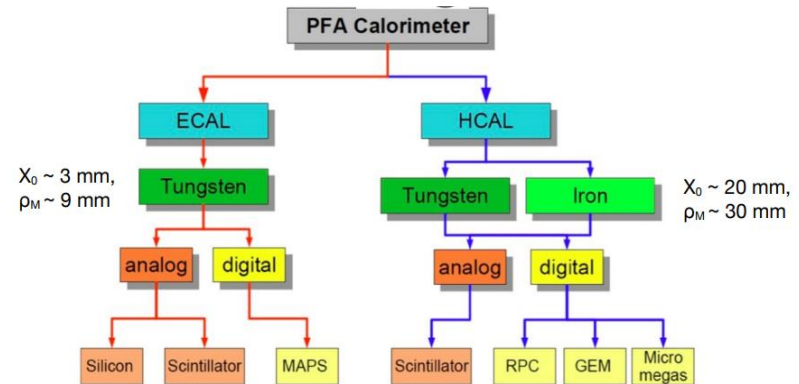 PFA Calorimeter
ECAL
HCAL
X₀ ~ 3 mm,
ρM ~ 9 mm
Tungsten
Tungsten
Iron
X₀ ~ 20 mm,
ρM ~ 30 mm
analog
digital
analog
digital
Silicon
Scintillator
MAPS
Scintillator
RPC
GEM
Micro
megas